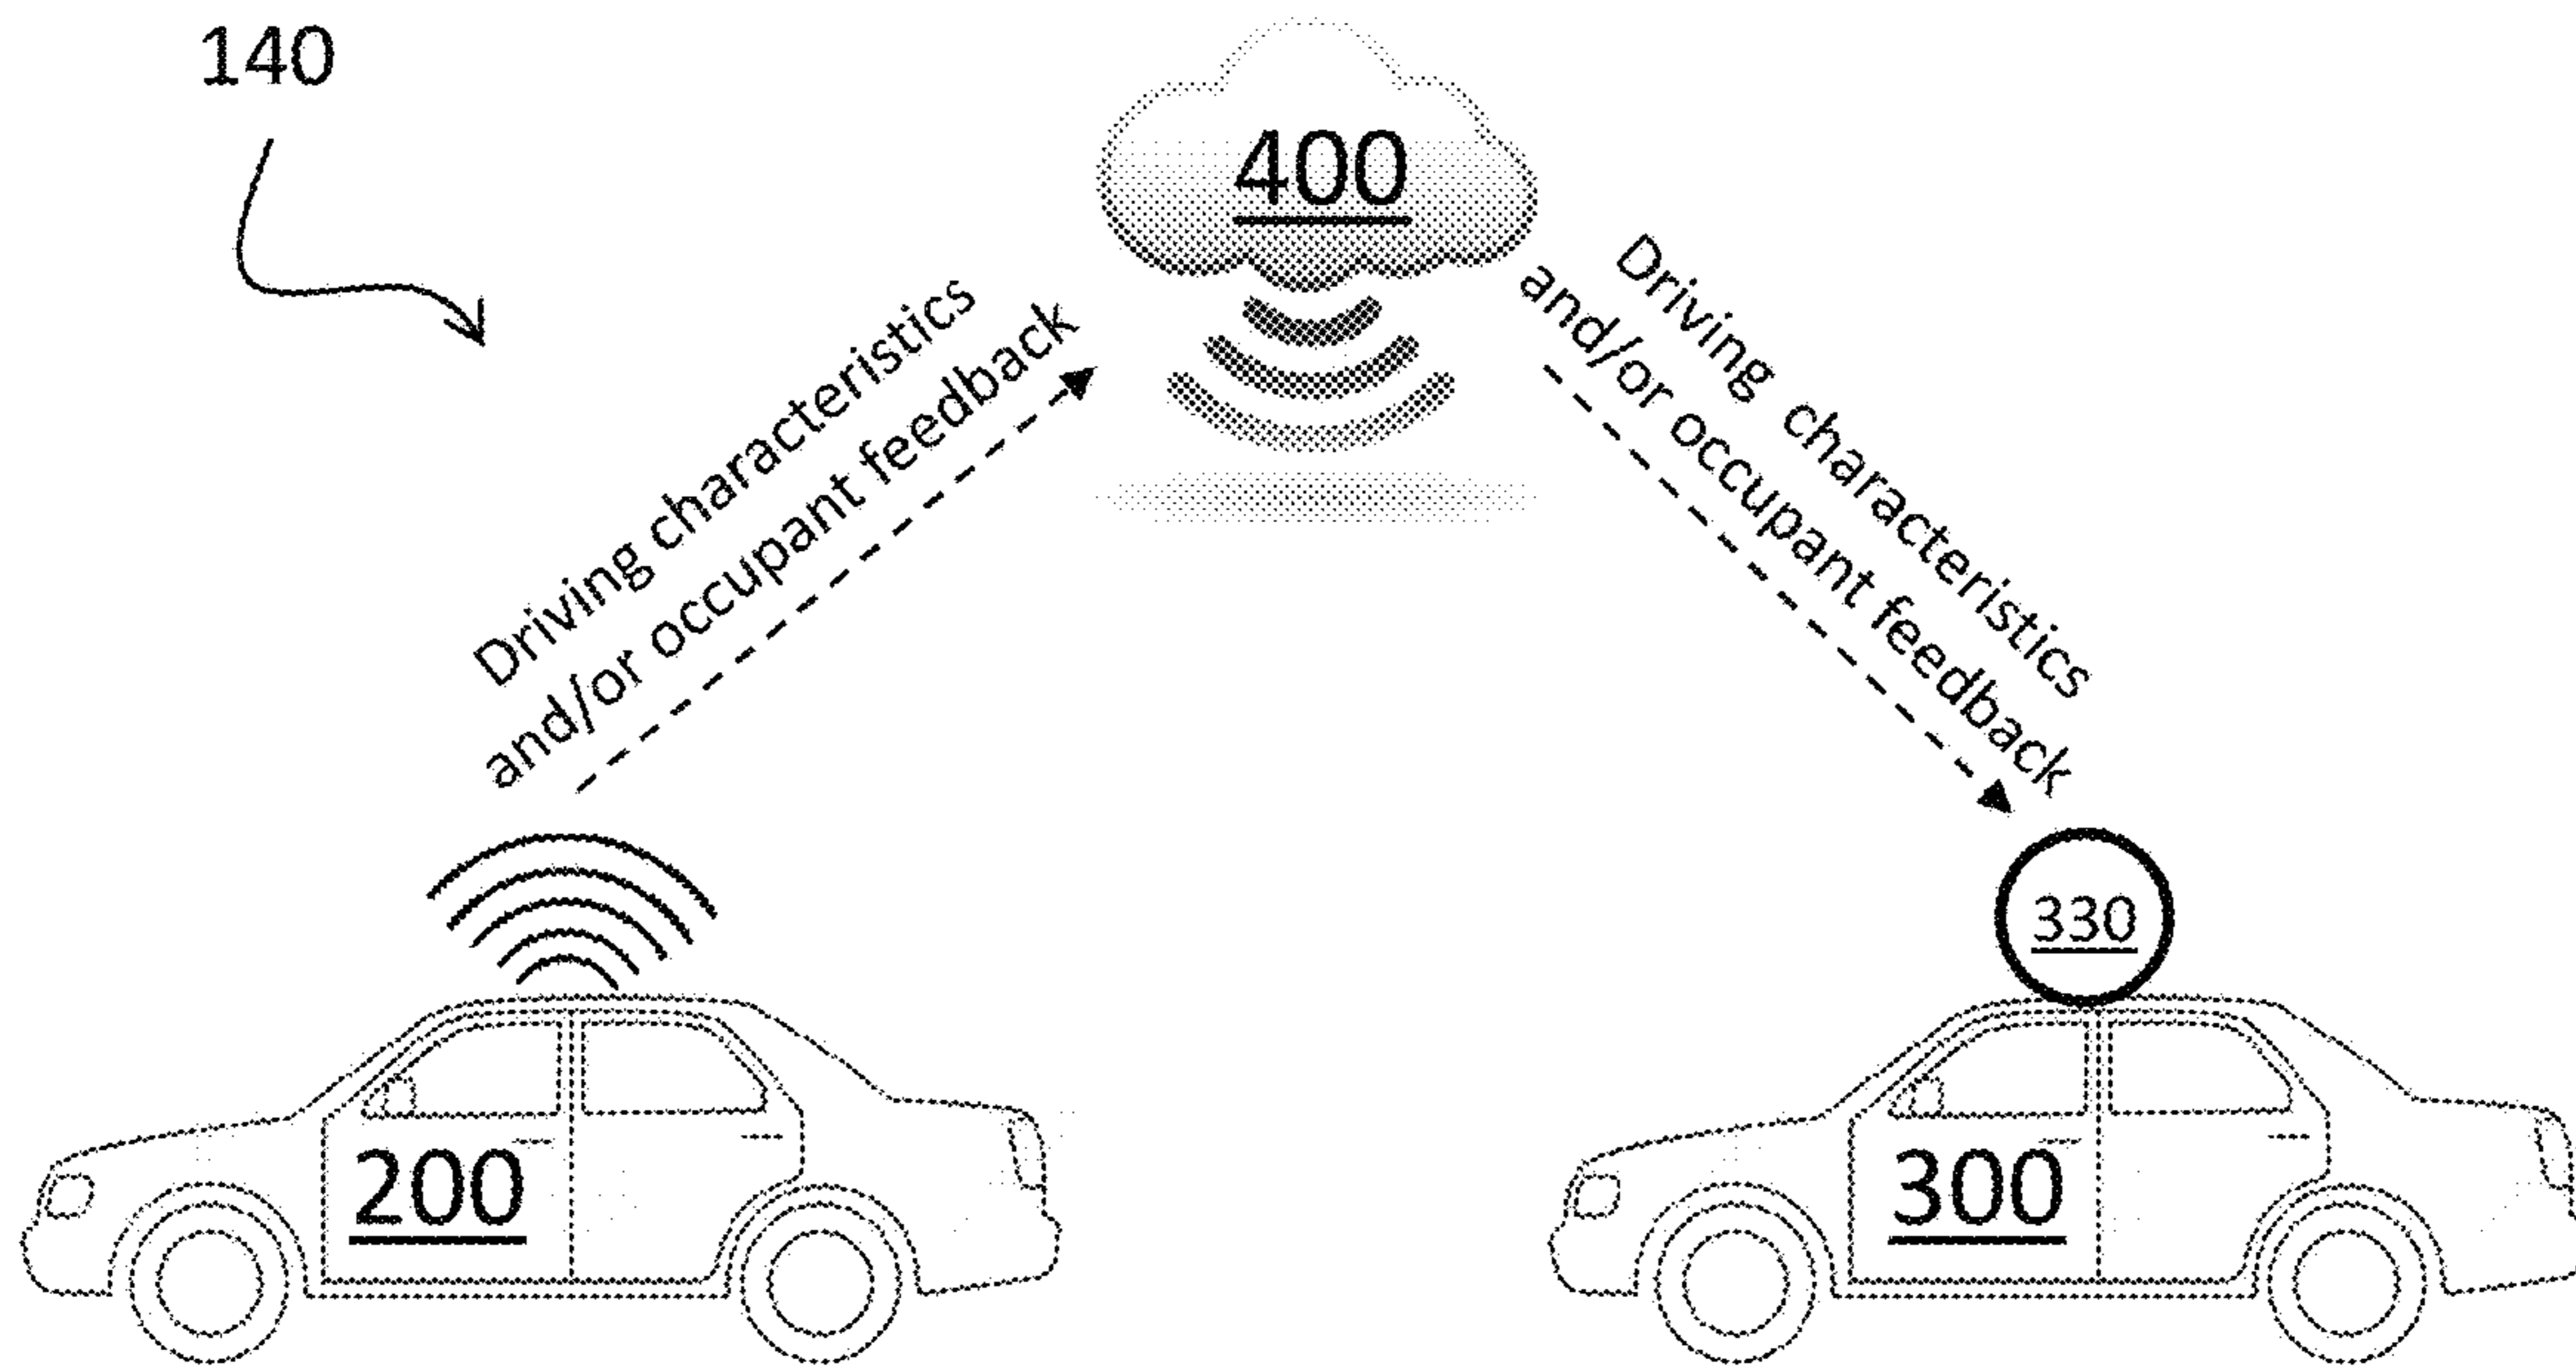 140
400
Driving characteristics
and/or occupant feedback
Driving characteristics
and/or occupant feedback
330
200
300